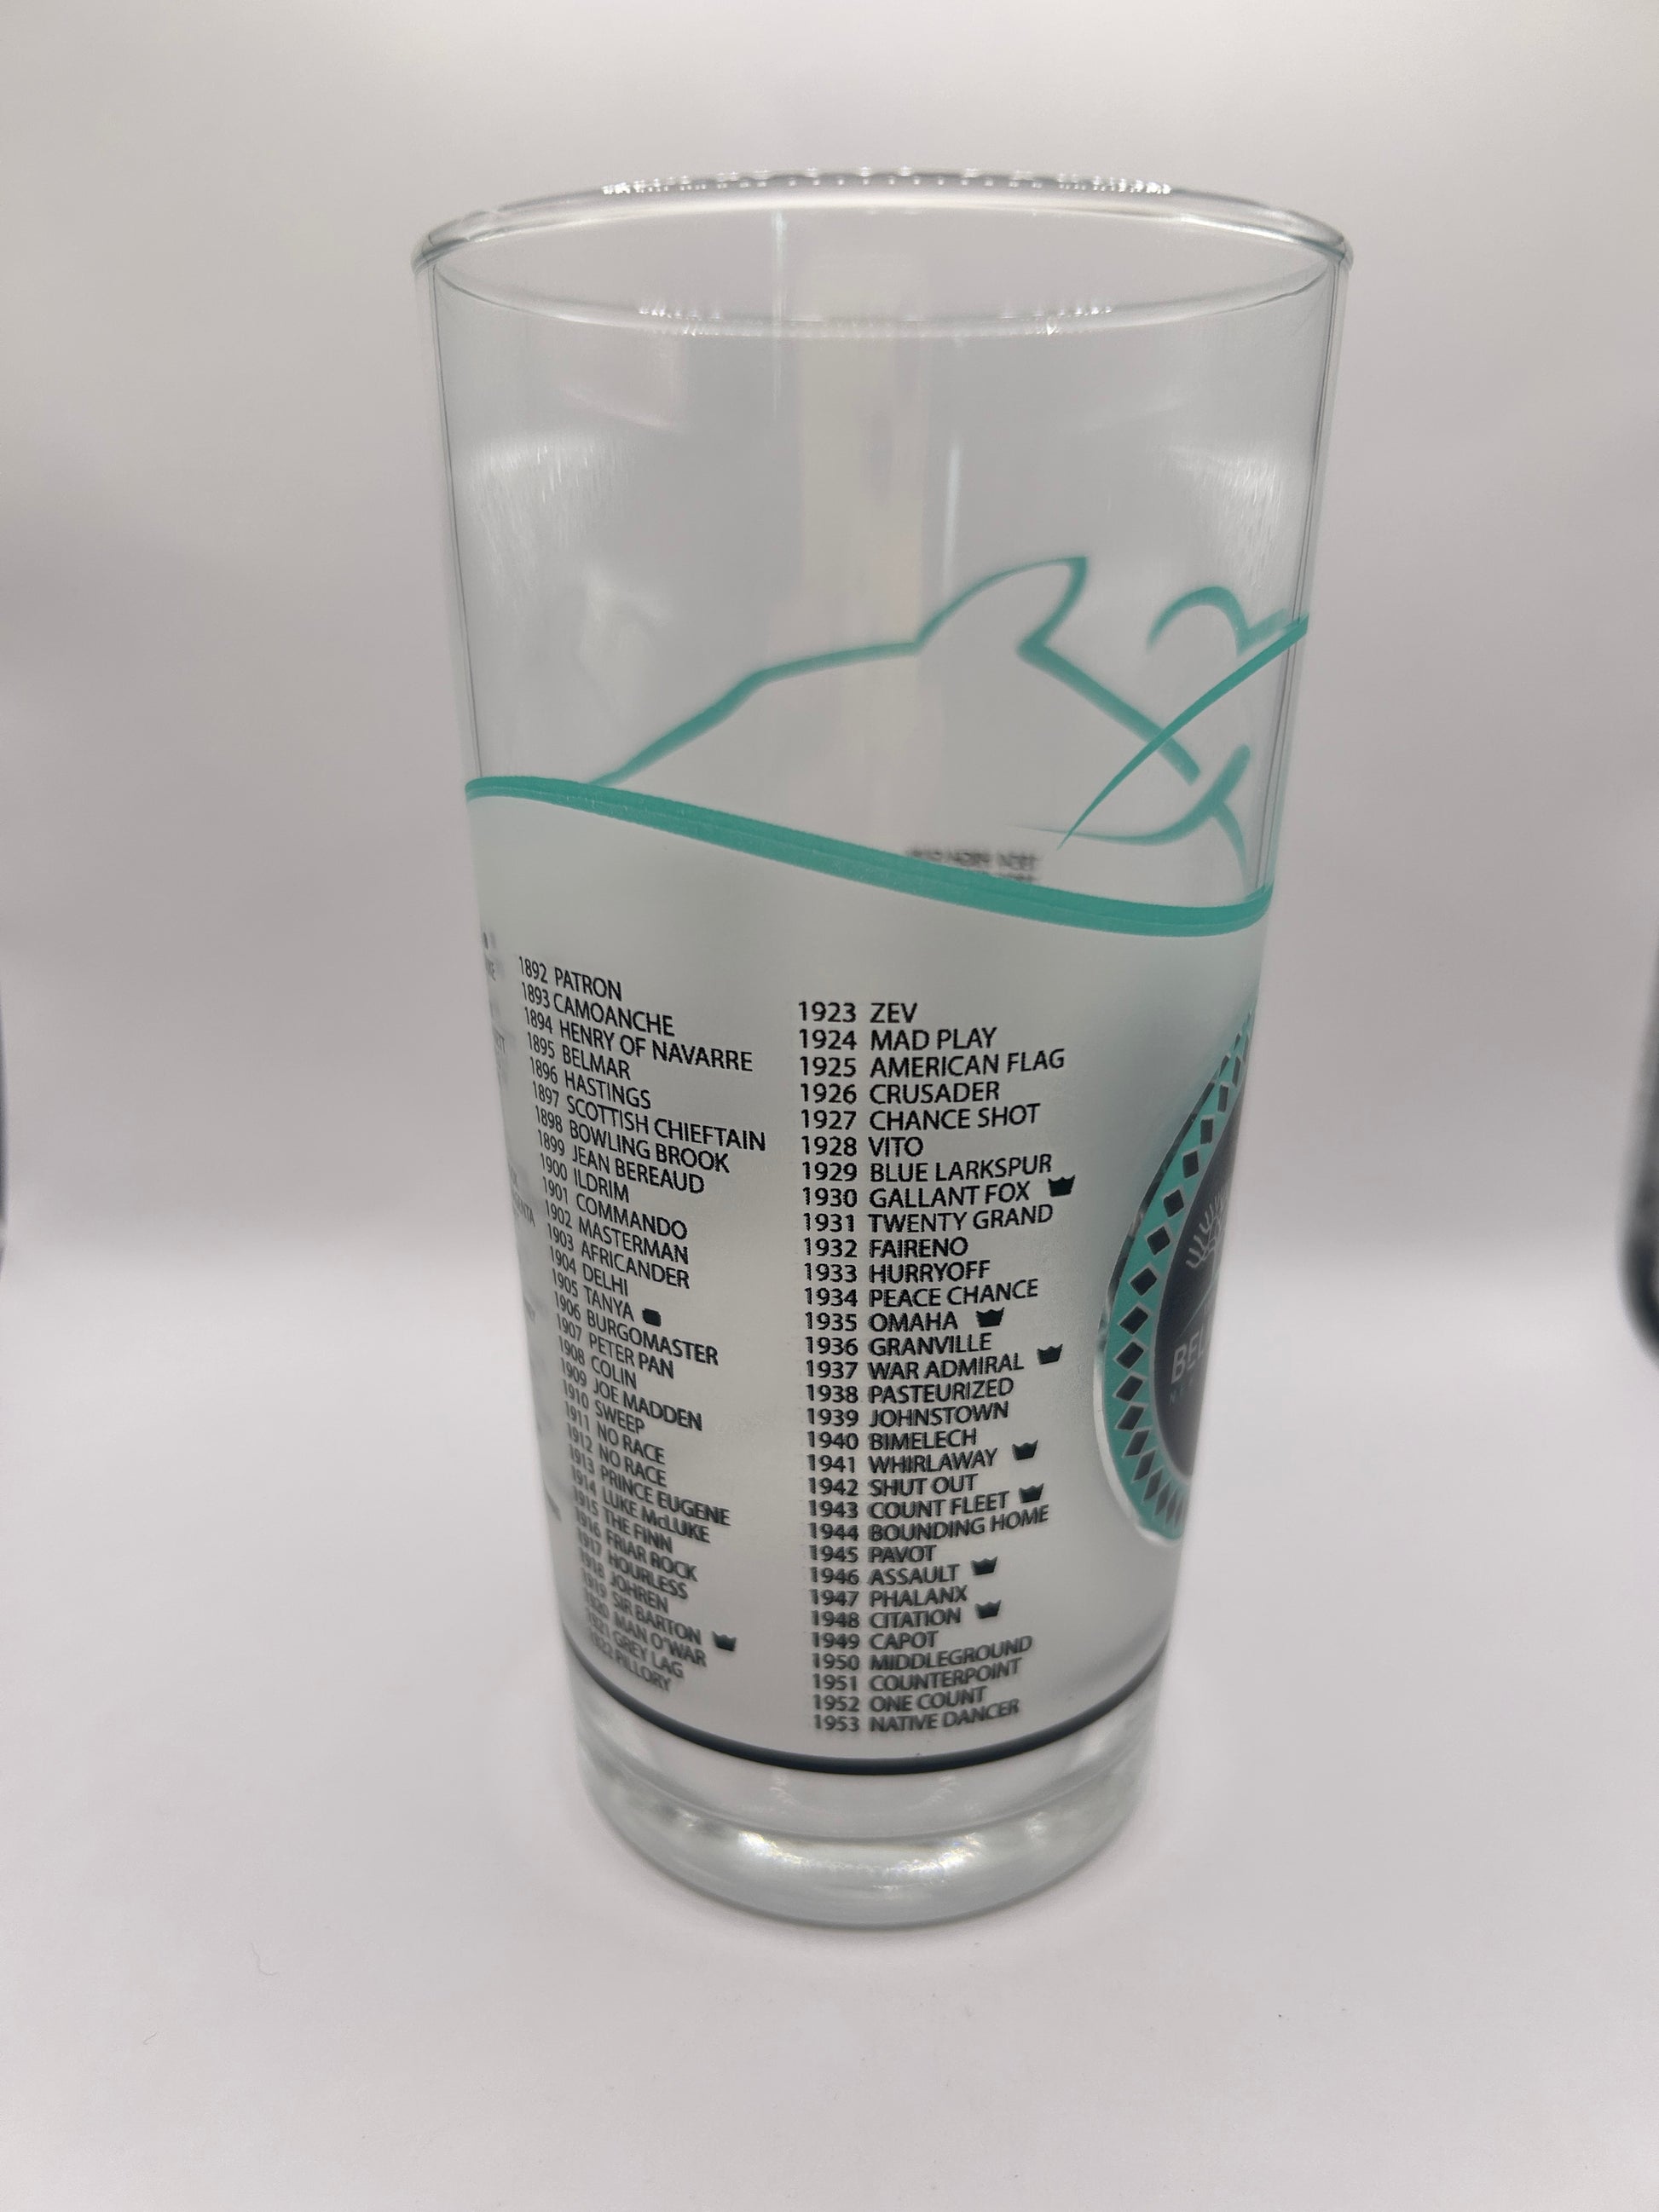 1892 PATRON
1893 CAMOANCHE
1894 HENRY OF NAVARRE
1895 BELMAR
1896 HASTINGS
1897 SCOTTISH CHIEFTAIN
1898 BOWLING BROOK
1899 JEAN BEREAUD
1900 ILDRIM
1901 COMMANDO
1902 MASTERMAN
1903 AFRICANDER
1904 DELHI
1905 TANYA
1906 BURGOMASTER
1907 PETER PAN
1908 COLIN
1909 JOE MADDEN
1910 SWEEP
1911 NO RACE
1912 NO RACE
1913 PRINCE EUGENE
1914 LUKE McLUKE
1915 THE FINN
1916 FRIAR ROCK
1917 HOURLESS
1918 JOHREN
1919 SIR BARTON
1920 MAN O'WAR
1921 GREY LAG
1922 PILLORY
1923 ZEV
1924 MAD PLAY
1925 AMERICAN FLAG
1926 CRUSADER
1927 CHANCE SHOT
1928 VITO
1929 BLUE LARKSPUR
1930 GALLANT FOX
1931 TWENTY GRAND
1932 FAIRENO
1933 HURRYOFF
1934 PEACE CHANCE
1935 OMAHA
1936 GRANVILLE
1937 WAR ADMIRAL
1938 PASTEURIZED
1939 JOHNSTOWN
1940 BIMELECH
1941 WHIRLAWAY
1942 SHUT OUT
1943 COUNT FLEET
1944 BOUNDING HOME
1945 PAVOT
1946 ASSAULT
1947 PHALANX
1948 CITATION
1949 CAPOT
1950 MIDDLEGROUND
1951 COUNTERPOINT
1952 ONE COUNT
1953 NATIVE DANCER
BEL